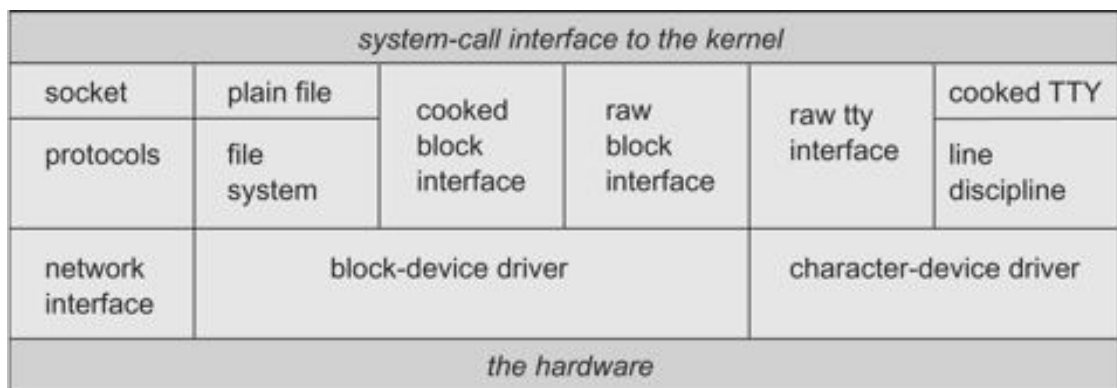 system-call interface to the kernel
socket
plain file
cooked
block
interface
raw
block
interface
raw tty
interface
cooked TTY
protocols
file
system
line
discipline
network
interface
block-device driver
character-device driver
the hardware